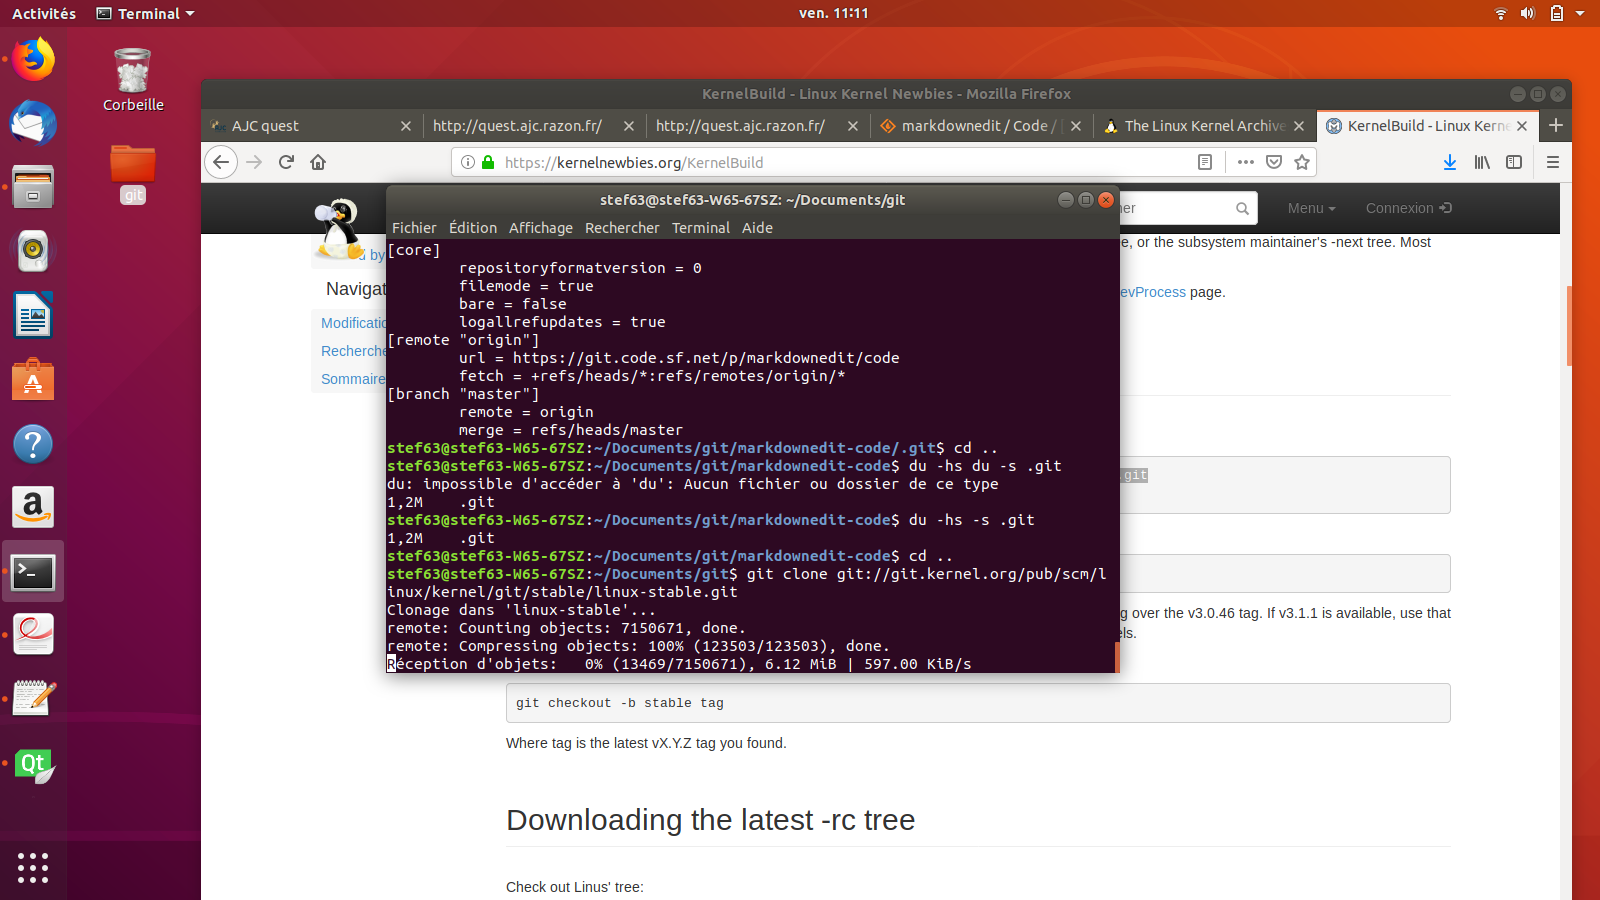 Activités
Terminal
ven. 11:11
Corbeille
git
KernelBuild - Linux Kernel Newbies - Mozilla Firefox
AJC quest
http://quest.ajc.razon.fr/
http://quest.ajc.razon.fr/
markdownedit / Code /
The Linux Kernel Archive
KernelBuild - Linux Kerne
https://kernelnewbies.org/KernelBuild
her
Menu
Connexion
stef63@stef63-W65-67SZ: ~/Documents/git
Fichier Édition Affichage Rechercher Terminal Aide
[core]
repositoryformatversion = 0
filemode = true
bare = false
logallrefupdates = true
[remote "origin"]
url = https://git.code.sf.net/p/markdownedit/code
fetch = +refs/heads/*:refs/remotes/origin/*
[branch "master"]
remote = origin
merge = refs/heads/master
stef63@stef63-W65-67SZ:~/Documents/git/markdownedit-code/.git$ cd ..
stef63@stef63-W65-67SZ:~/Documents/git/markdownedit-code$ du -hs du -s .git
du: impossible d'accéder à 'du': Aucun fichier ou dossier de ce type
1,2M .git
stef63@stef63-W65-67SZ:~/Documents/git/markdownedit-code$ du -hs -s .git
1,2M .git
stef63@stef63-W65-67SZ:~/Documents/git/markdownedit-code$ cd ..
stef63@stef63-W65-67SZ:~/Documents/git$ git clone git://git.kernel.org/pub/scm/l
inux/kernel/git/stable/linux-stable.git
Clonage dans 'linux-stable'...
remote: Counting objects: 7150671, done.
remote: Compressing objects: 100% (123503/123503), done.
Réception d'objets: 0% (13469/7150671), 6.12 MiB | 597.00 KiB/s
d by
Navigat
Modificatio
Recherche
Sommaire
e, or the subsystem maintainer's -next tree. Most
evProcess page.
.git
g over the v3.0.46 tag. If v3.1.1 is available, use that
els.
git checkout -b stable tag
Where tag is the latest vX.Y.Z tag you found.
Downloading the latest -rc tree
Check out Linus' tree:
Qt